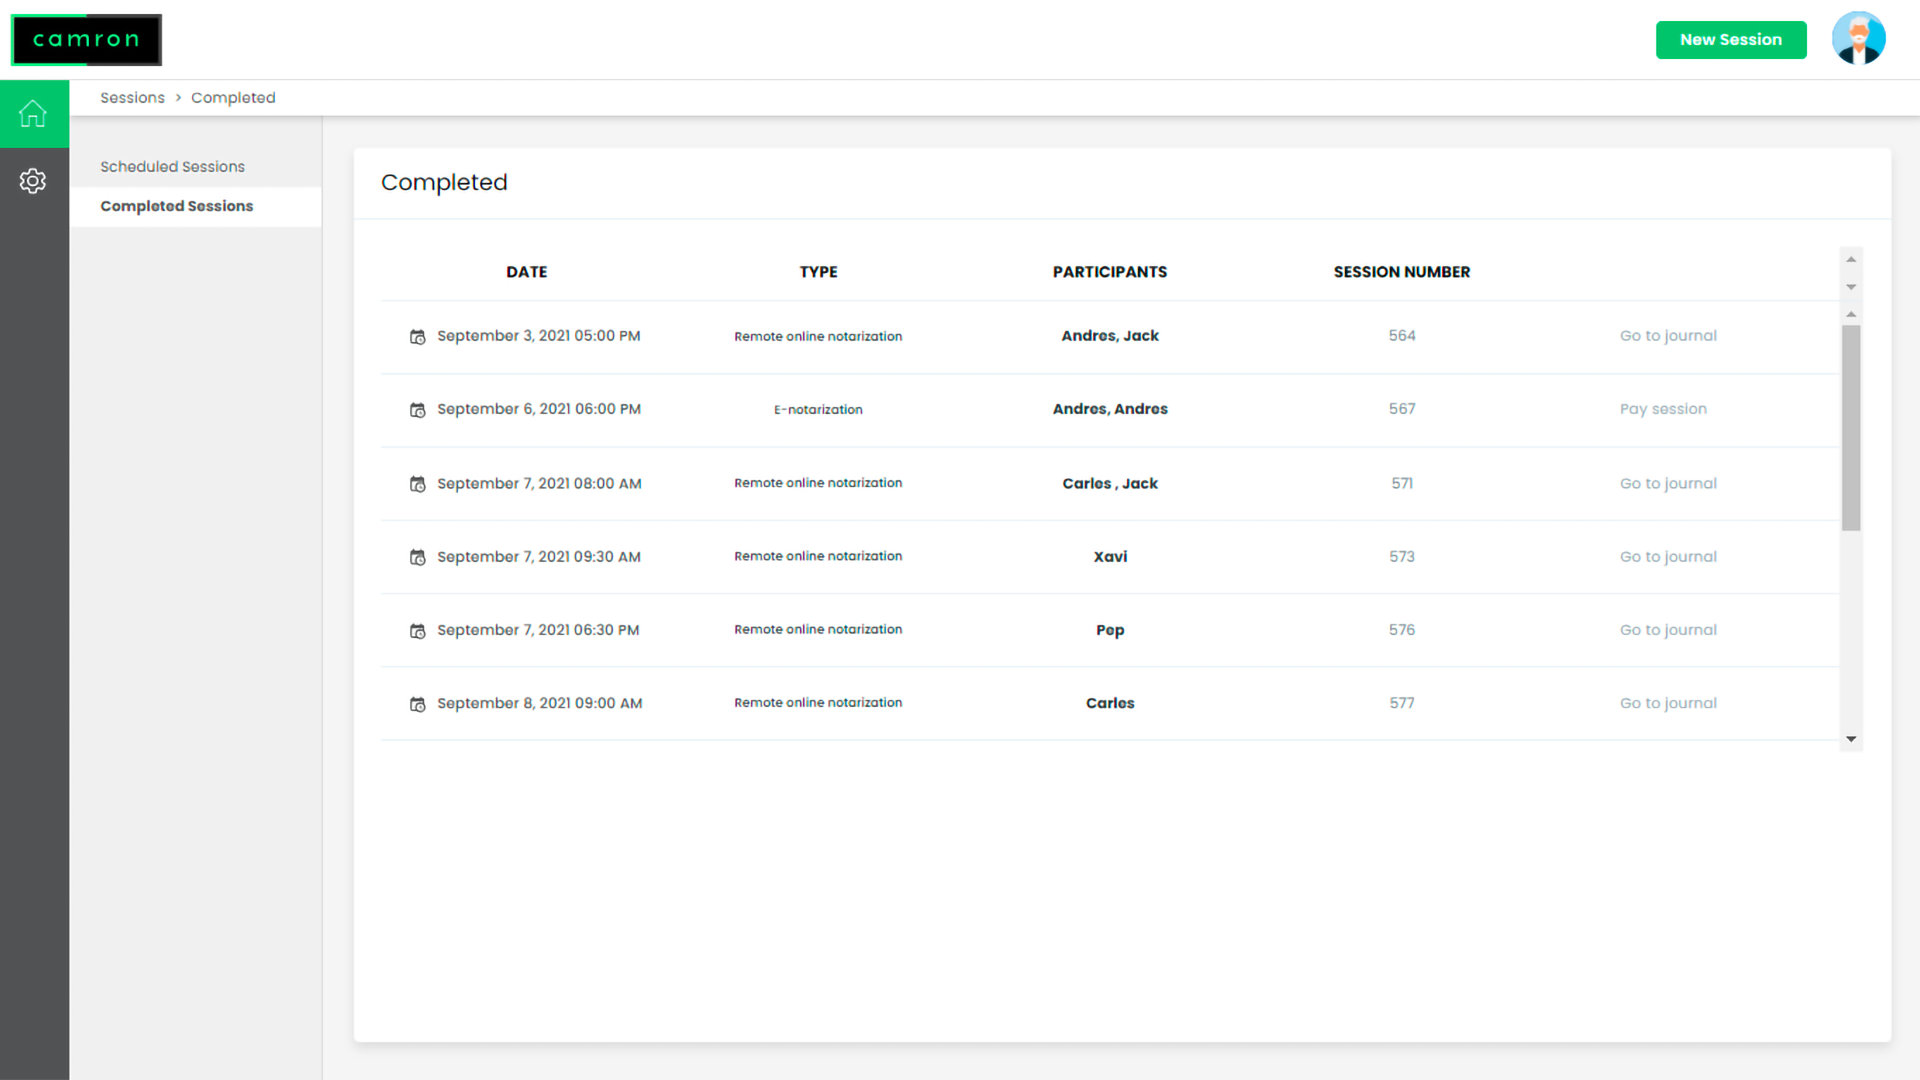 camron
New Session
Sessions > Completed
Scheduled Sessions
Completed Sessions
Completed
DATE TYPE PARTICIPANTS SESSION NUMBER
September 3, 2021 05:00 PM Remote online notarization Andres, Jack 564 Go to journal
September 6, 2021 06:00 PM E-notarization Andres, Andres 567 Pay session
September 7, 2021 08:00 AM Remote online notarization Carles , Jack 571 Go to journal
September 7, 2021 09:30 AM Remote online notarization Xavi 573 Go to journal
September 7, 2021 06:30 PM Remote online notarization Pep 576 Go to journal
September 8, 2021 09:00 AM Remote online notarization Carles 577 Go to journal